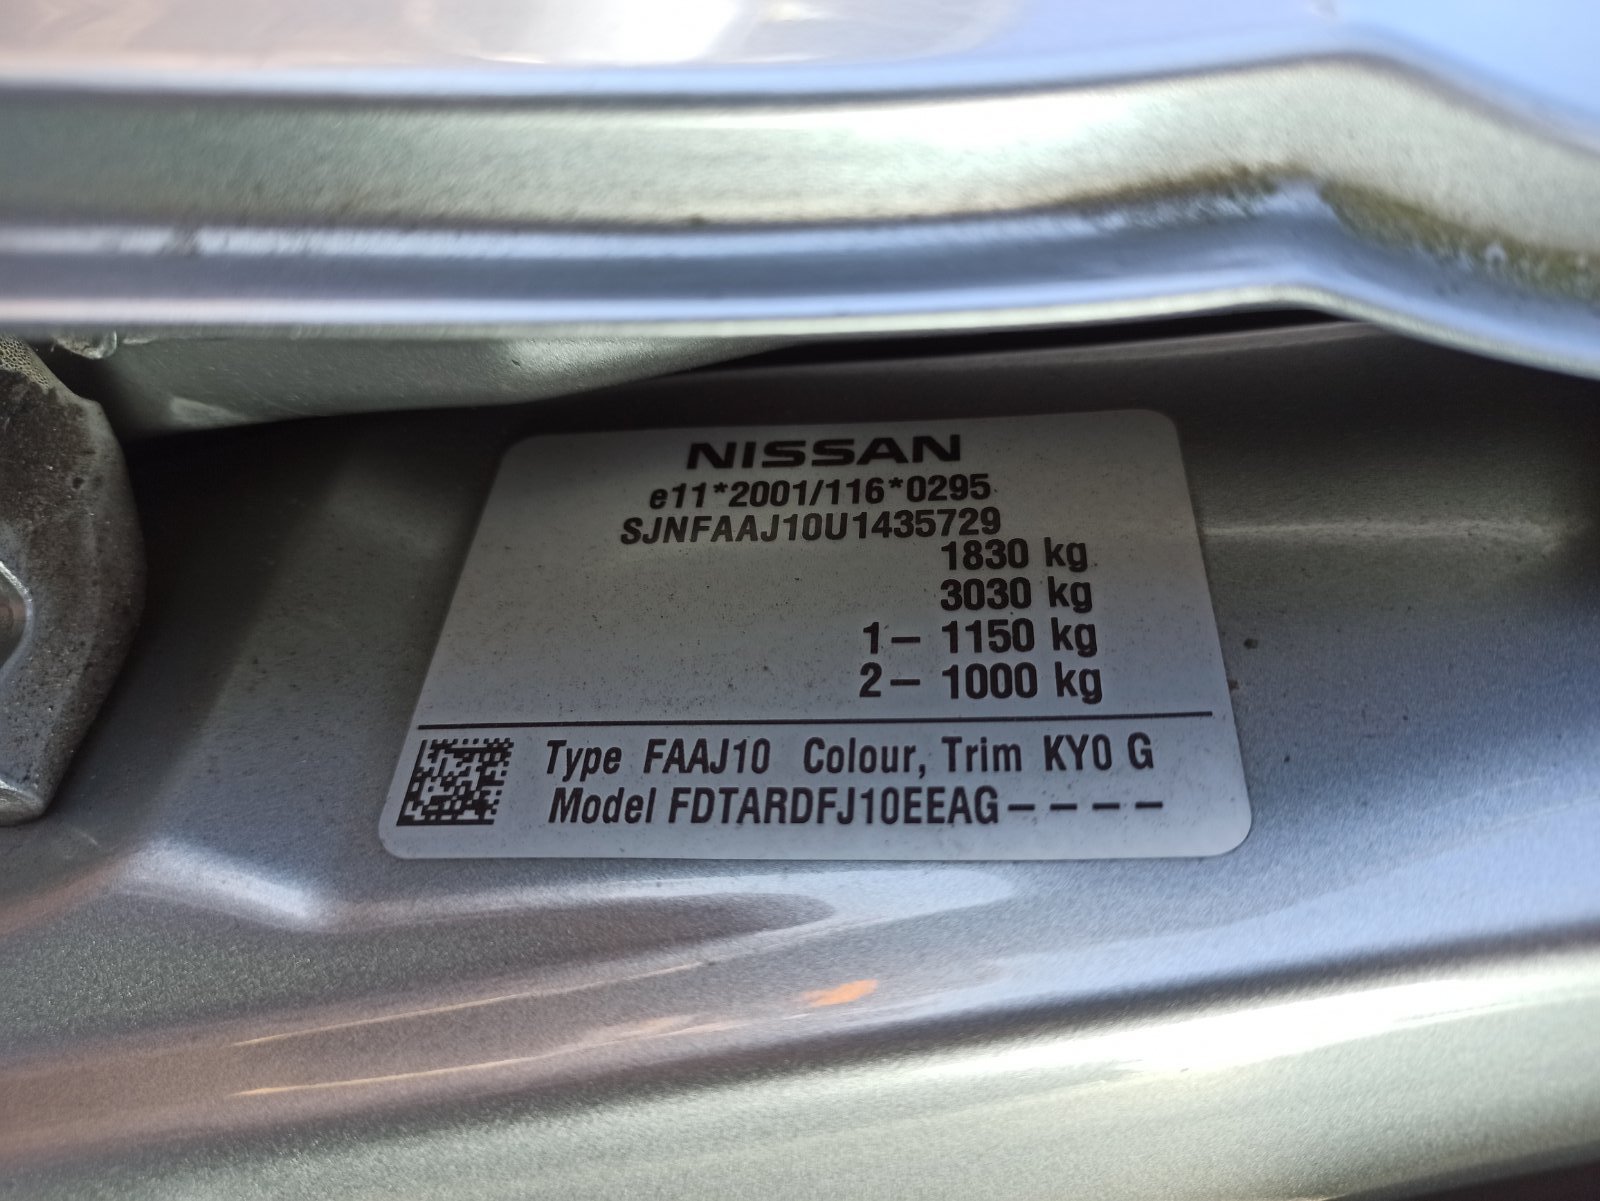 NISSAN
e11*2001/116*0295
SJNFAAJ10U1435729
1830 kg
3030 kg
1– 1150 kg
2– 1000 kg
Type FAAJ10 Colour, Trim KY0 G
Model FDTARDFJ10EEAG– – – –